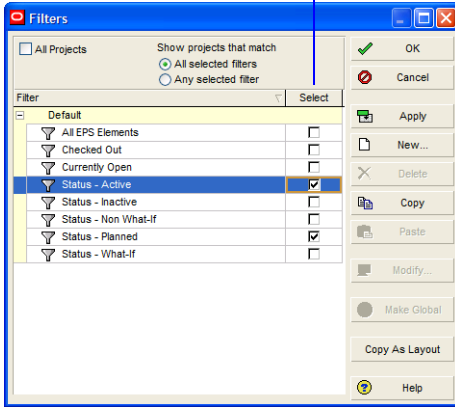 Filters
All Projects
Show projects that match
All selected filters
Any selected filter
Filter
Select
Default
All EPS Elements
Checked Out
Currently Open
Status - Active
Status - Inactive
Status - Non What-If
Status - Planned
Status - What-If
OK
Cancel
Apply
New...
Delete
Copy
Paste
Modify...
Make Global
Copy As Layout
Help